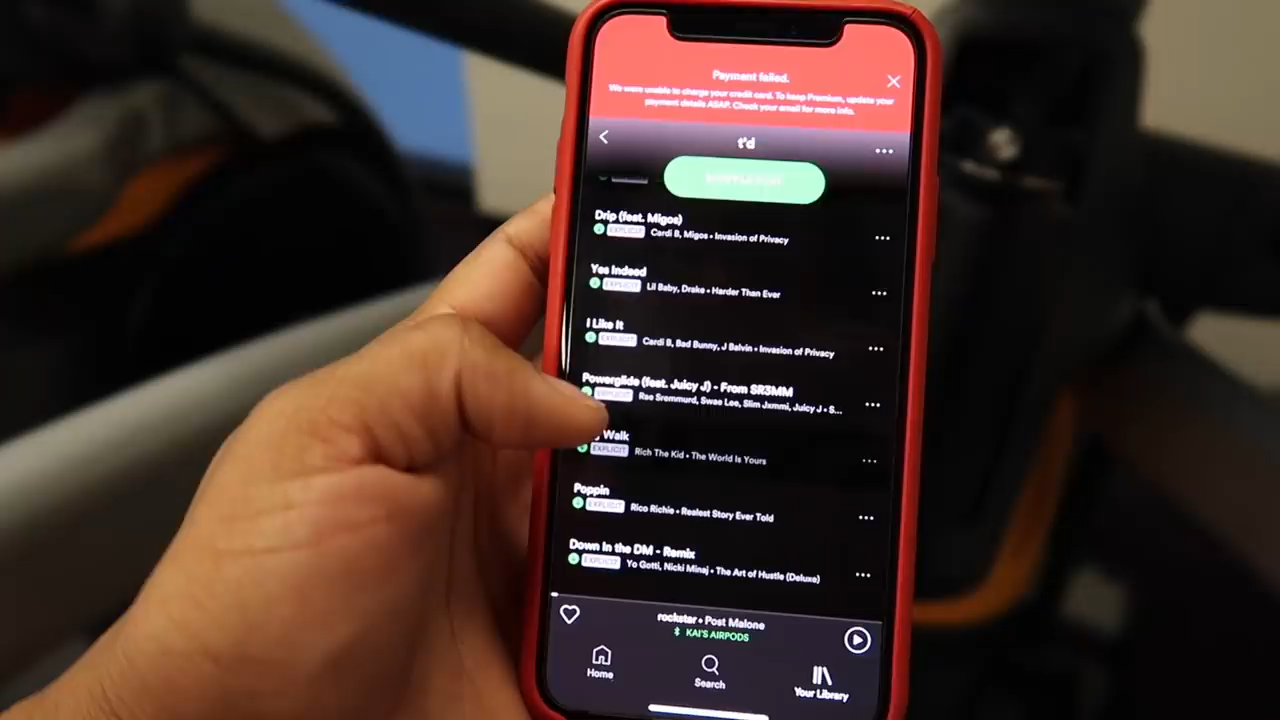 Payment failed.
We were unable to charge your credit card. To keep Premium, update your
payment details ASAP. Check your email for more info.
t'd
Drip (feat. Migos)
EXPLICIT Cardi B, Migos • Invasion of Privacy
Yes Indeed
EXPLICIT Lil Baby, Drake • Harder Than Ever
I Like It
EXPLICIT Cardi B, Bad Bunny, J Balvin • Invasion of Privacy
Powerglide (feat. Juicy J) - From SR3MM
EXPLICIT Rae Sremmurd, Swae Lee, Slim Jxmmi, Juicy J • S...
Walk
EXPLICIT Rich The Kid • The World Is Yours
Poppin
EXPLICIT Rico Richie • Realest Story Ever Told
Down In the DM - Remix
EXPLICIT Yo Gotti, Nicki Minaj • The Art of Hustle (Deluxe)
rockstar • Post Malone
KAI'S AIRPODS
Home
Search
Your Library